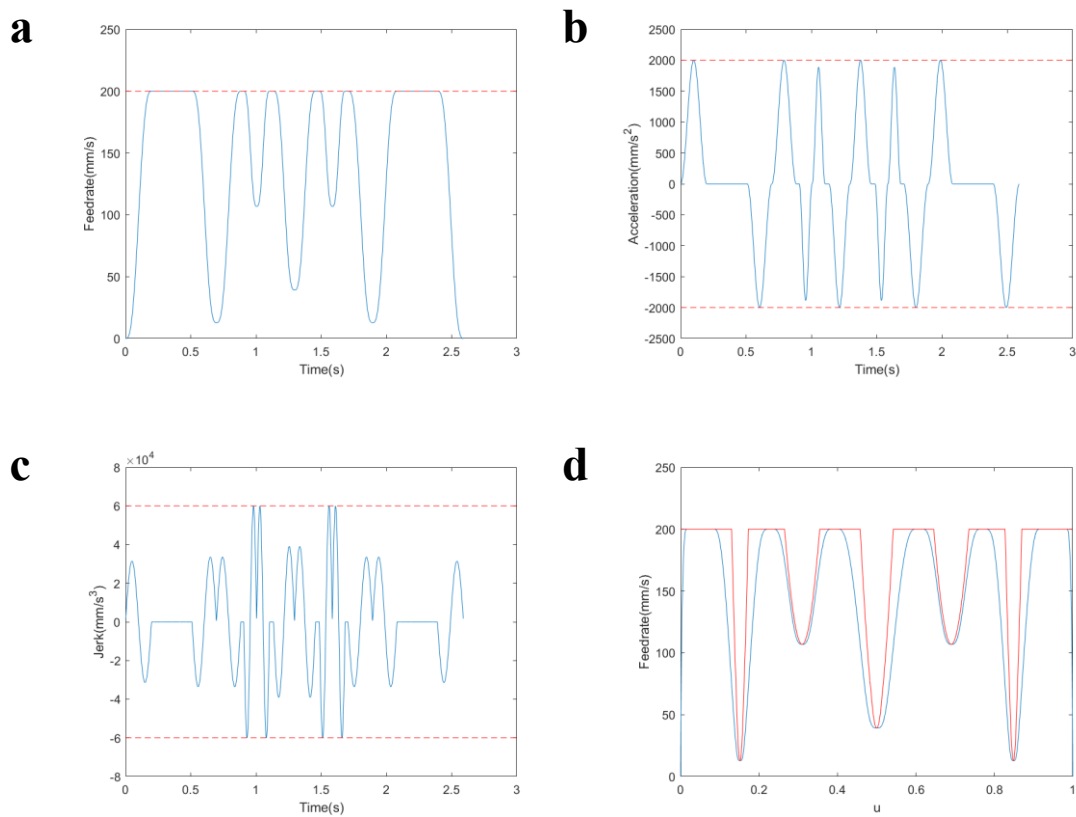 a
250
200
150
100
50
0
Feedrate(mm/s)
0 0.5 1 1.5 2 2.5 3
Time(s)
b
2000
1500
1000
500
0
-500
-1000
-1500
-2000
-2500
2500
Acceleration(mm/s²)
0 0.5 1 1.5 2 2.5 3
Time(s)
c
×10⁴
8
6
4
2
0
-2
-4
-6
-8
Jerk(mm/s³)
0 0.5 1 1.5 2 2.5 3
Time(s)
d
250
200
150
100
50
0
Feedrate(mm/s)
0 0.2 0.4 0.6 0.8 1
u